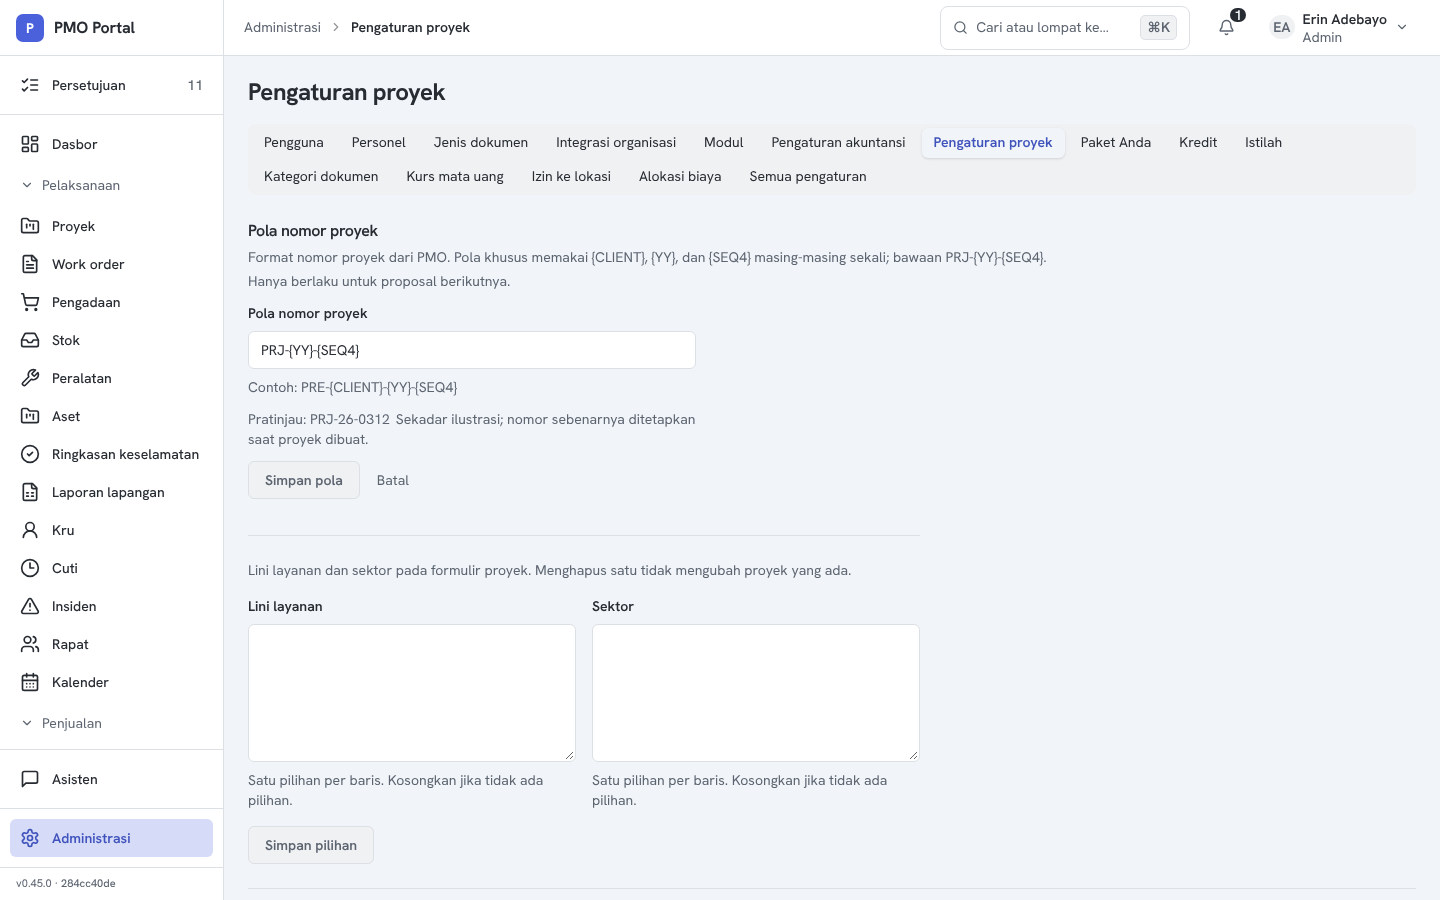 P PMO Portal
Administrasi > Pengaturan proyek
Cari atau lompat ke... ⌘K
1
EA Erin Adebayo
Admin
Persetujuan 11
Dasbor
Pelaksanaan
Proyek
Work order
Pengadaan
Stok
Peralatan
Aset
Ringkasan keselamatan
Laporan lapangan
Kru
Cuti
Insiden
Rapat
Kalender
Penjualan
Asisten
Administrasi
v0.45.0 · 284cc40de
Pengaturan proyek
Pengguna Personel Jenis dokumen Integrasi organisasi Modul Pengaturan akuntansi Pengaturan proyek Paket Anda Kredit Istilah
Kategori dokumen Kurs mata uang Izin ke lokasi Alokasi biaya Semua pengaturan
Pola nomor proyek
Format nomor proyek dari PMO. Pola khusus memakai {CLIENT}, {YY}, dan {SEQ4} masing-masing sekali; bawaan PRJ-{YY}-{SEQ4}.
Hanya berlaku untuk proposal berikutnya.
Pola nomor proyek
PRJ-{YY}-{SEQ4}
Contoh: PRE-{CLIENT}-{YY}-{SEQ4}
Pratinjau: PRJ-26-0312 Sekadar ilustrasi; nomor sebenarnya ditetapkan
saat proyek dibuat.
Simpan pola Batal
Lini layanan dan sektor pada formulir proyek. Menghapus satu tidak mengubah proyek yang ada.
Lini layanan Sektor
Satu pilihan per baris. Kosongkan jika tidak ada Satu pilihan per baris. Kosongkan jika tidak ada
pilihan. pilihan.
Simpan pilihan